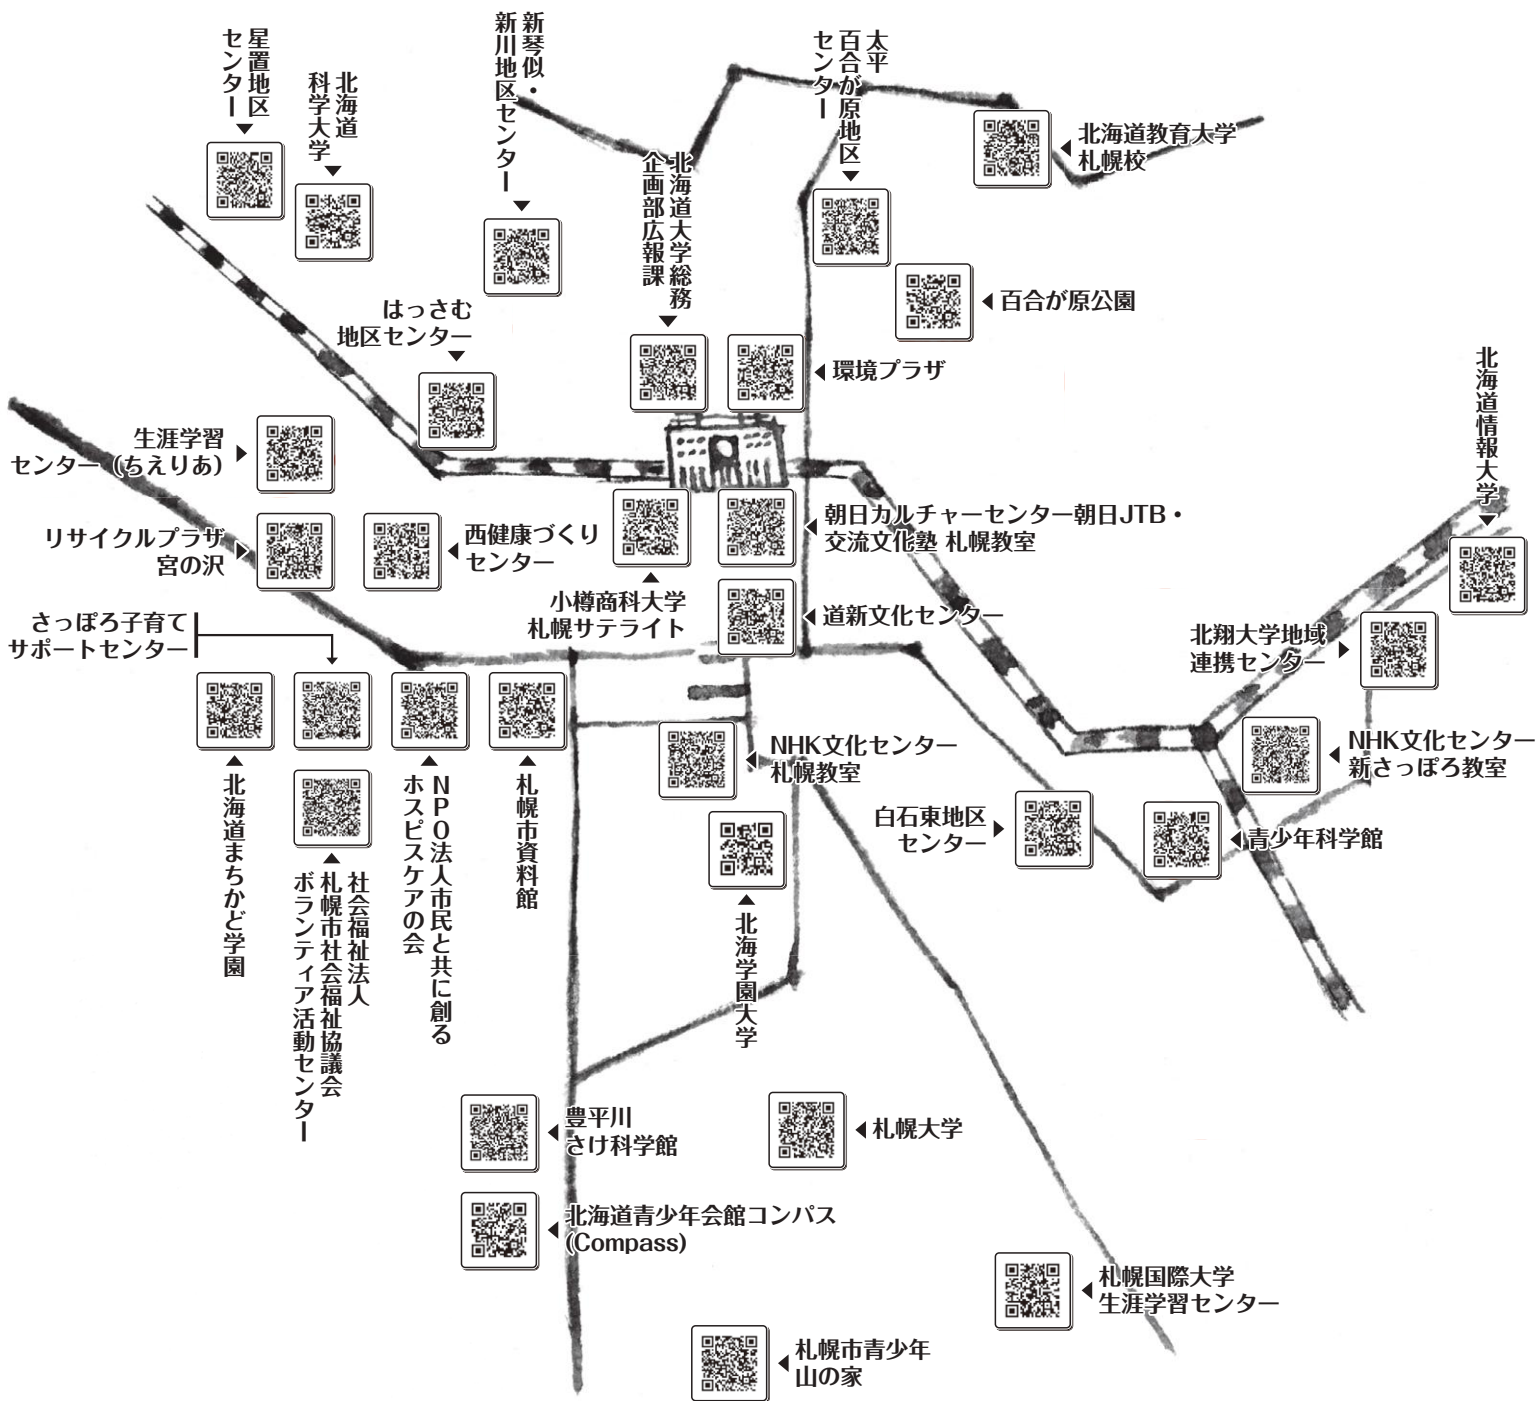 星置地区
センター
北海道
科学大学
新琴似・
新川地区センター
太平
百合が原地区
センター
北海道教育大学
札幌校
北海道大学総務
企画部広報課
百合が原公園
はっさむ
地区センター
環境プラザ
北海道情報大学
生涯学習
センター（ちえりあ）
リサイクルプラザ
宮の沢
西健康づくり
センター
朝日カルチャーセンター朝日JTB・
交流文化塾 札幌教室
小樽商科大学
札幌サテライト
道新文化センター
さっぽろ子育て
サポートセンター
北翔大学地域
連携センター
NHK文化センター
札幌教室
NHK文化センター
新さっぽろ教室
北海道まちかど学園
社会福祉法人
札幌市社会福祉協議会
ボランティア活動センター
NPO法人市民と共に創る
ホスピスケアの会
札幌市資料館
北海学園大学
白石東地区
センター
青少年科学館
豊平川
さけ科学館
札幌大学
北海道青少年会館コンパス
(Compass)
札幌国際大学
生涯学習センター
札幌市青少年
山の家